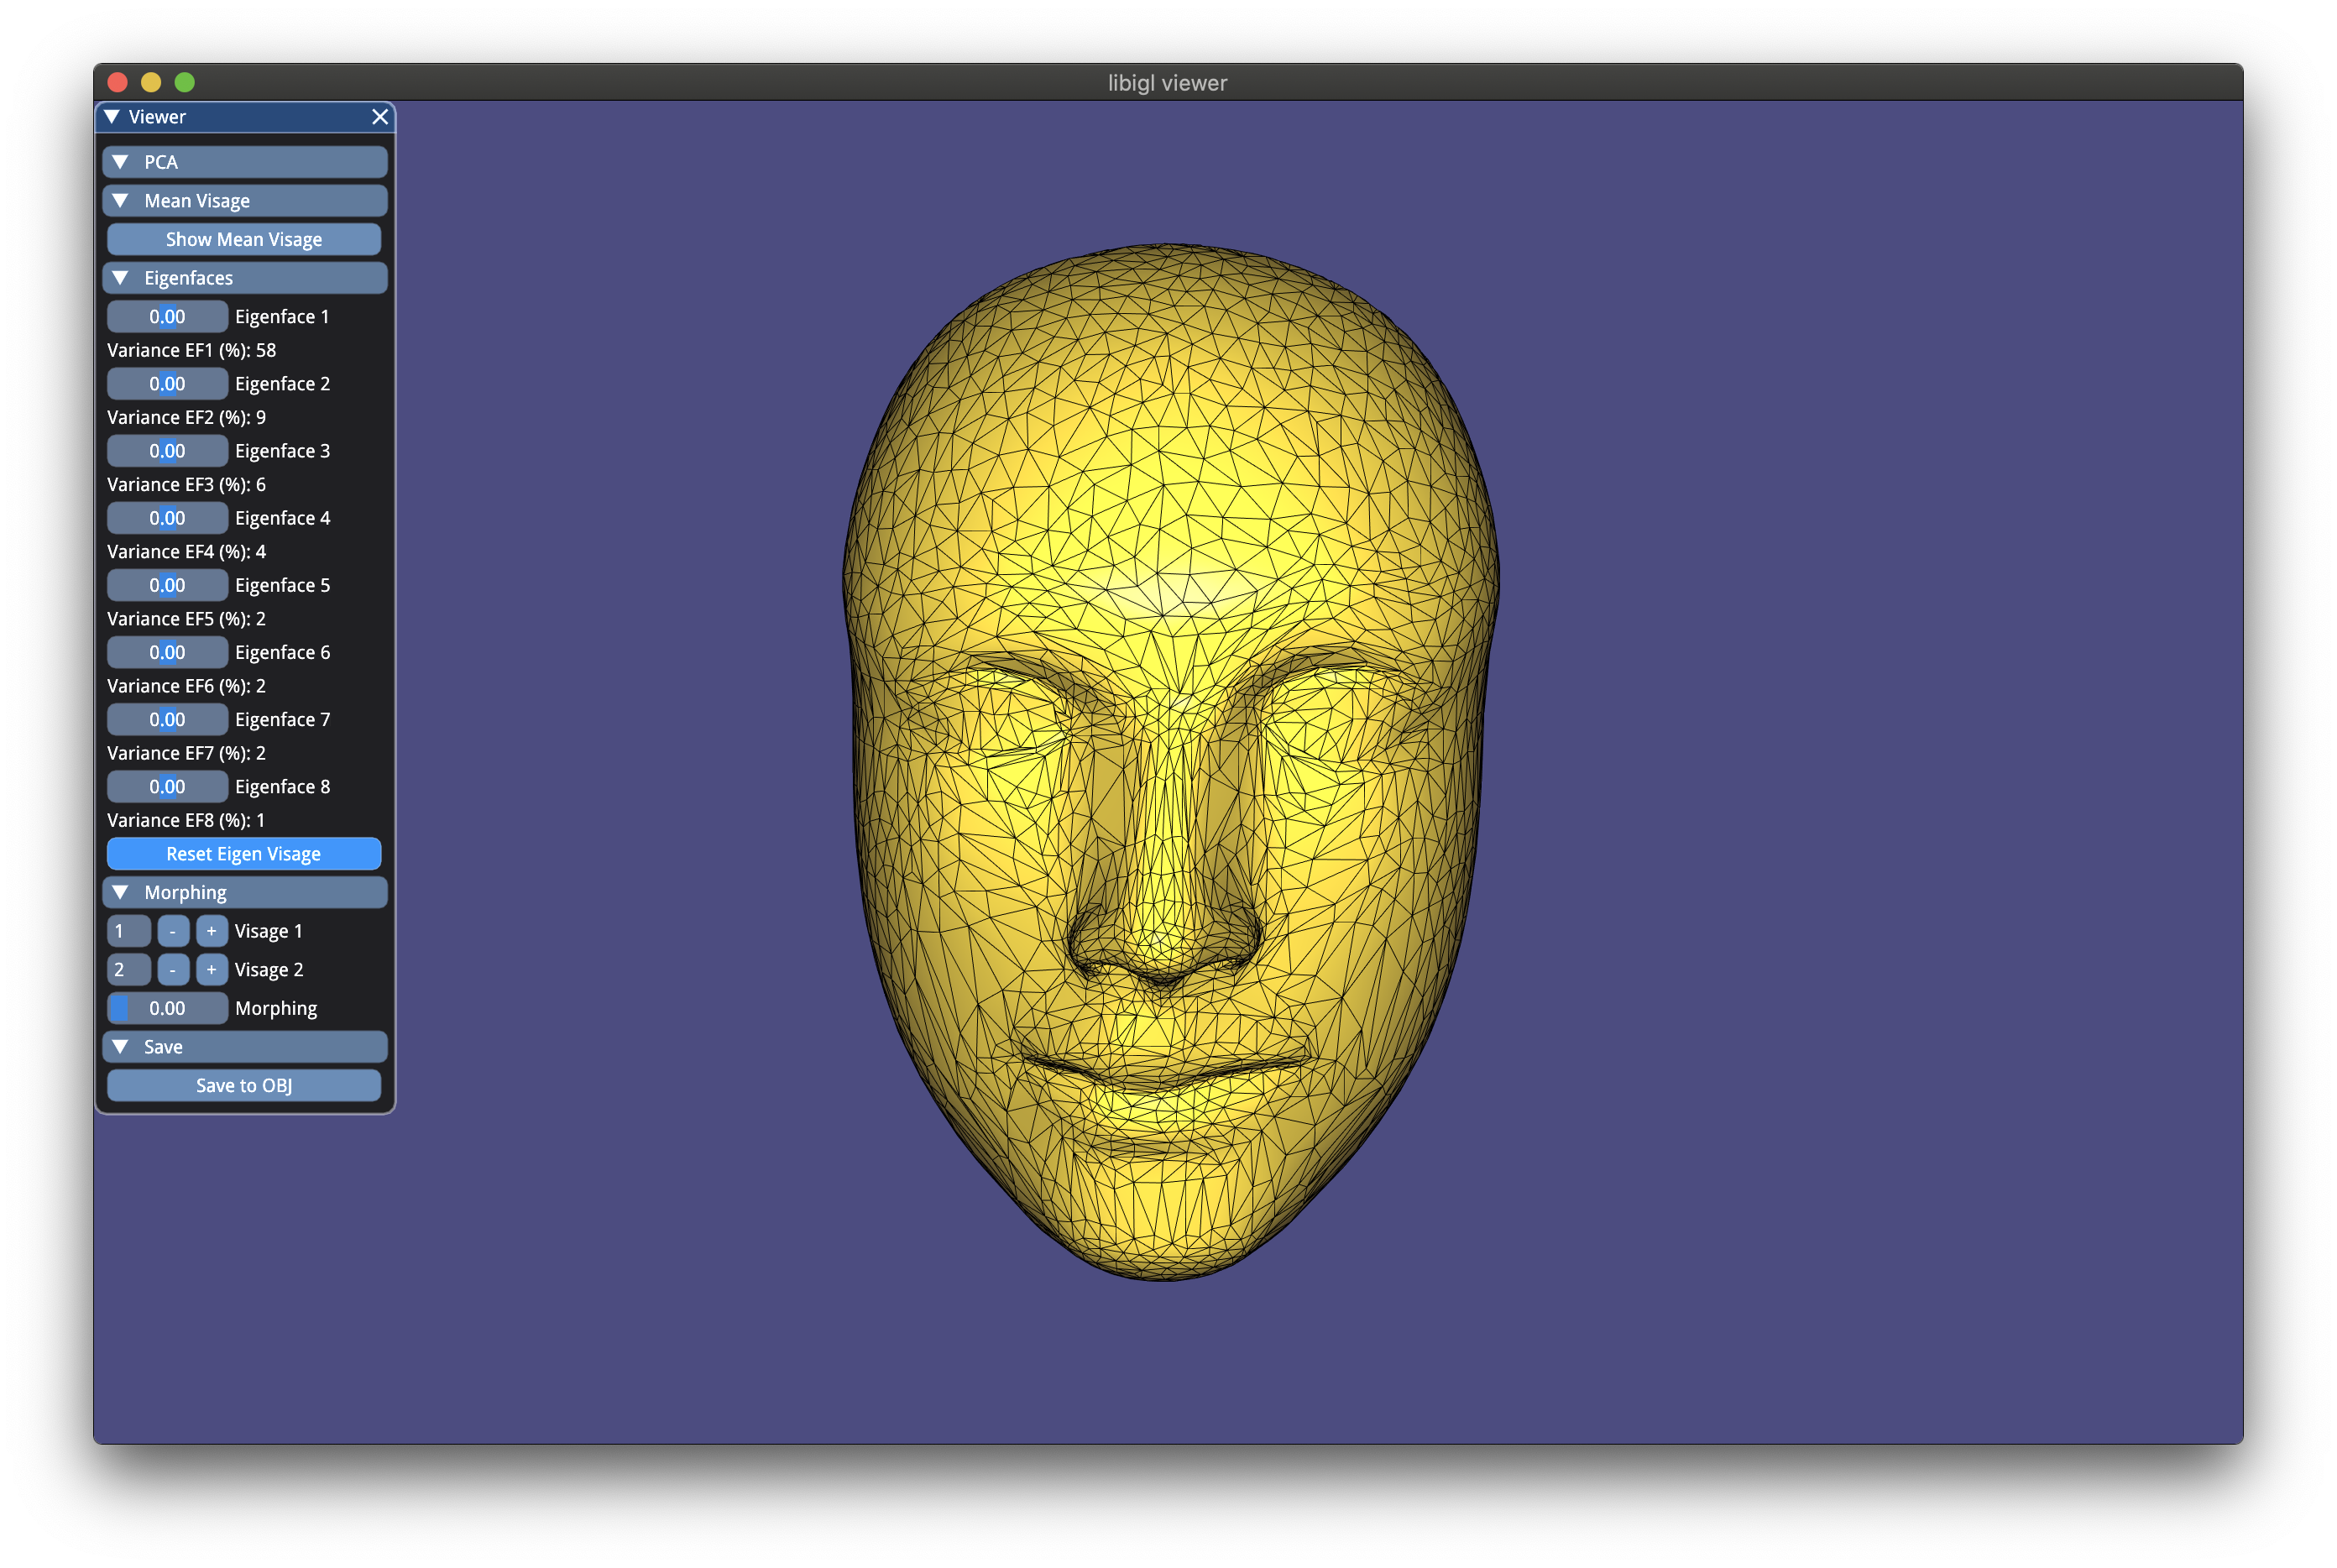 libigl viewer
Viewer
PCA
Mean Visage
Show Mean Visage
Eigenfaces
0.00 Eigenface 1
Variance EF1 (%): 58
0.00 Eigenface 2
Variance EF2 (%): 9
0.00 Eigenface 3
Variance EF3 (%): 6
0.00 Eigenface 4
Variance EF4 (%): 4
0.00 Eigenface 5
Variance EF5 (%): 2
0.00 Eigenface 6
Variance EF6 (%): 2
0.00 Eigenface 7
Variance EF7 (%): 2
0.00 Eigenface 8
Variance EF8 (%): 1
Reset Eigen Visage
Morphing
1 - + Visage 1
2 - + Visage 2
0.00 Morphing
Save
Save to OBJ